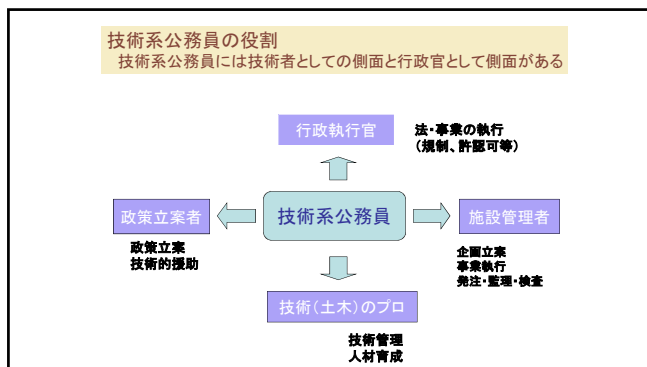 技術系公務員の役割
技術系公務員には技術者としての側面と行政官として側面がある
行政執行官
法・事業の執行
（規制、許認可等）
政策立案者
技術系公務員
施設管理者
政策立案
技術的援助
企画立案
事業執行
発注・監理・検査
技術（土木）のプロ
技術管理
人材育成